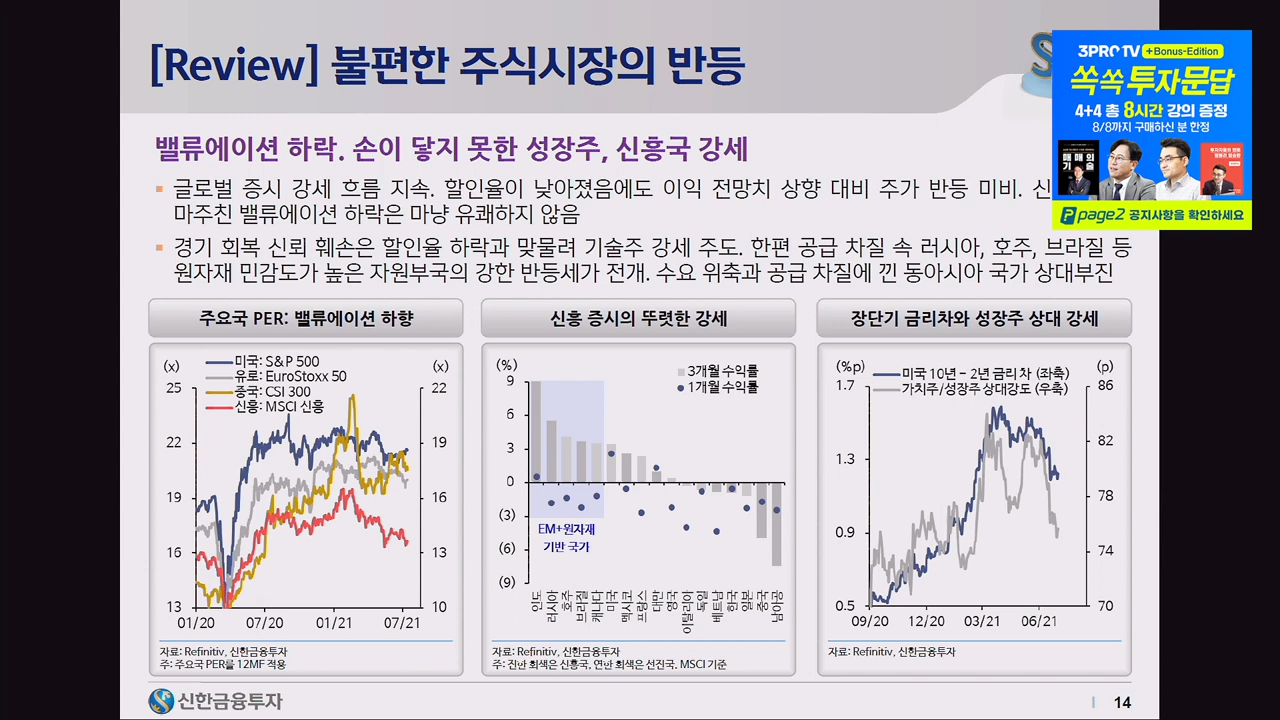 [Review] 불편한 주식시장의 반등
3PROTV +Bonus-Edition
쏙쏙 투자문답
4+4 총 8시간 강의 증정
8/8까지 구매하신 분 한정
매매의
기술
page2 공지사항을 확인하세요
밸류에이션 하락. 손이 닿지 못한 성장주, 신흥국 강세
글로벌 증시 강세 흐름 지속. 할인율이 낮아졌음에도 이익 전망치 상향 대비 주가 반등 미비. 신
마주친 밸류에이션 하락은 마냥 유쾌하지 않음
경기 회복 신뢰 훼손은 할인율 하락과 맞물려 기술주 강세 주도. 한편 공급 차질 속 러시아, 호주, 브라질 등
원자재 민감도가 높은 자원부국의 강한 반등세가 전개. 수요 위축과 공급 차질에 낀 동아시아 국가 상대부진
주요국 PER: 밸류에이션 하향
(x)
(x)
미국: S&P 500
유로: EuroStoxx 50
중국: CSI 300
신흥: MSCI 신흥
25
22
19
16
13
22
19
16
13
10
01/20
07/20
01/21
07/21
자료: Refinitiv, 신한금융투자
주: 주요국 PER를 12MF 적용
신흥 증시의 뚜렷한 강세
(%)
3개월 수익률
1개월 수익률
9
6
3
0
(3)
(6)
(9)
EM+원자재
기반 국가
인도
러시아
호주
브라질
캐나다
미국
멕시코
프랑스
대만
영국
이탈리아
독일
베트남
한국
일본
중국
남아공
자료: Refinitiv, 신한금융투자
주: 진한 회색은 신흥국, 연한 회색은 선진국. MSCI 기준
장단기 금리차와 성장주 상대 강세
(%p)
(p)
미국 10년 - 2년 금리차 (좌축)
가치주/성장주 상대강도 (우축)
1.7
1.3
0.9
0.5
86
82
78
74
70
09/20
12/20
03/21
06/21
자료: Refinitiv, 신한금융투자
신한금융투자
14